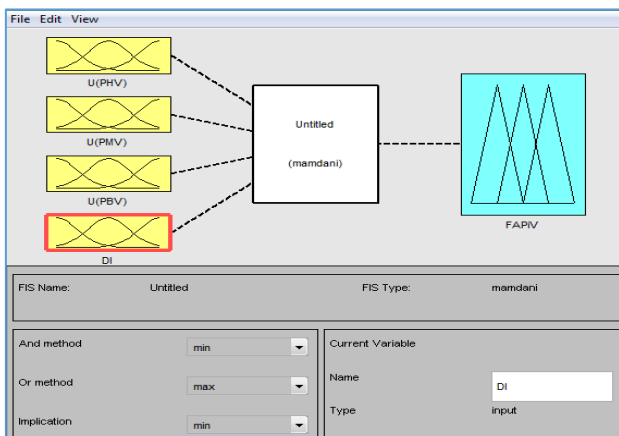 File Edit View
U(PHV)
U(PMV)
U(PBV)
DI
Untitled
(mamdani)
FAPIV
FIS Name: Untitled FIS Type: mamdani
And method min
Or method max
Implication min
Current Variable
Name DI
Type input